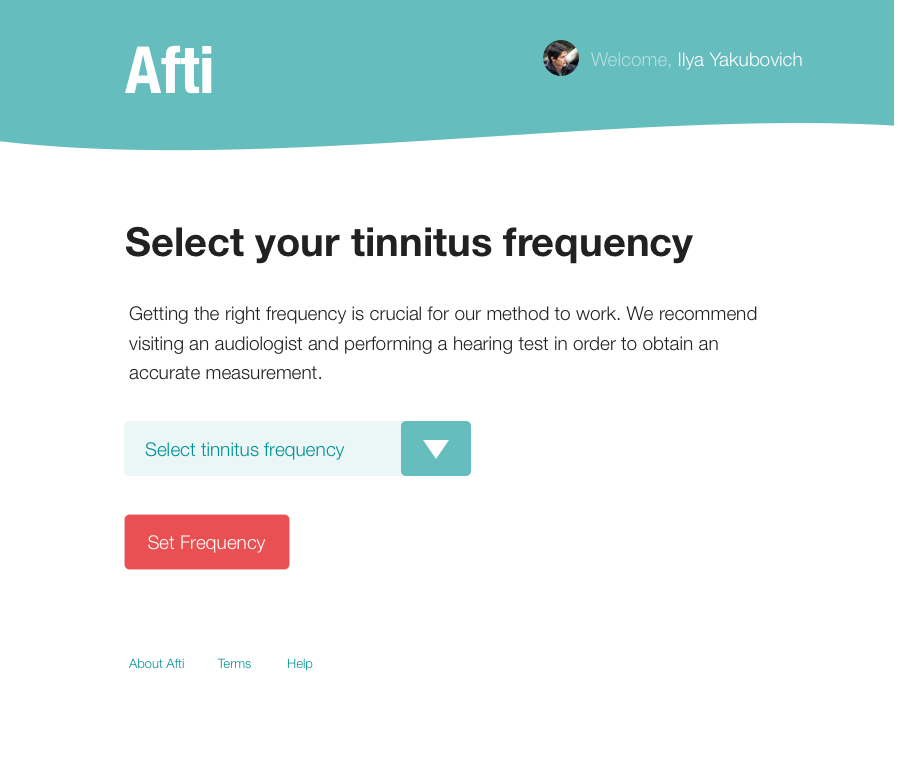 Afti
Welcome, Ilya Yakubovich
Select your tinnitus frequency
Getting the right frequency is crucial for our method to work. We recommend
visiting an audiologist and performing a hearing test in order to obtain an
accurate measurement.
Select tinnitus frequency
Set Frequency
About Afti Terms Help